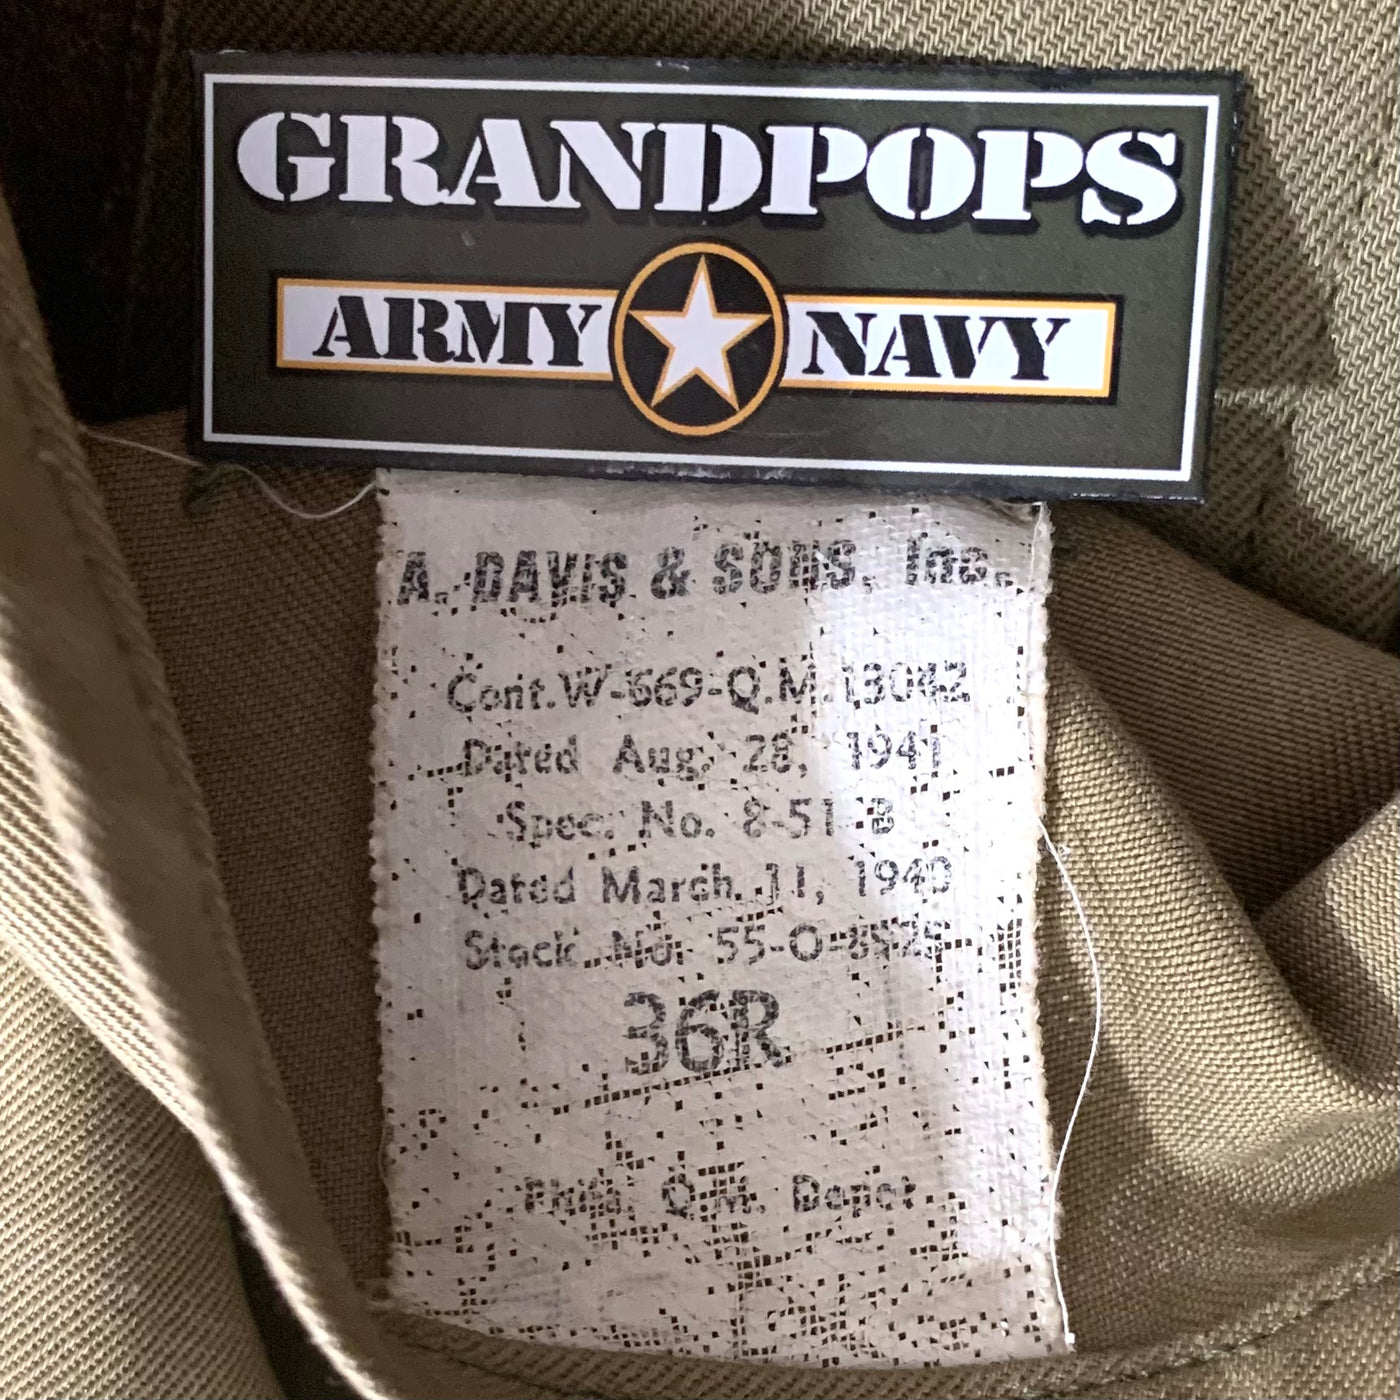 GRANDPOPS
ARMY NAVY
A. DAVIS & SONS, Inc.
Cont. W-669-Q.M. 13042
Dated Aug. 28, 1941
Spec. No. 8-51 B
Dated March 11, 1940
Stock No. 55-O-
36R
Phila. Q.M. Depot